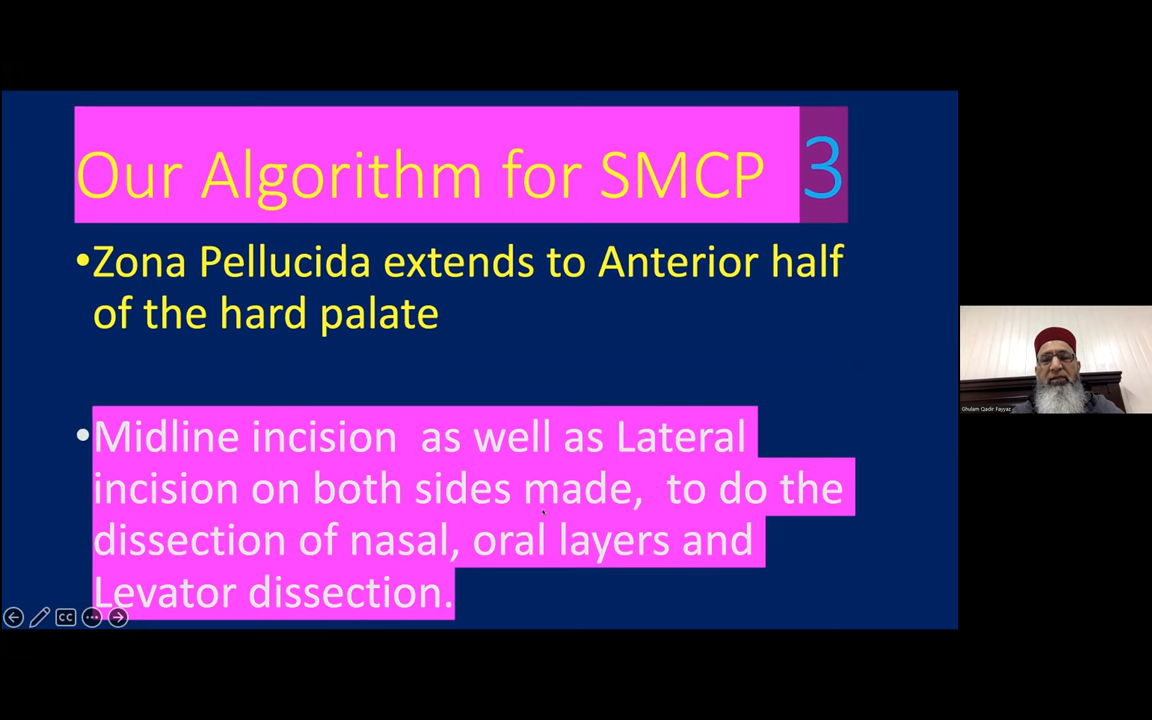 Our Algorithm for SMCP 3
•Zona Pellucida extends to Anterior half
of the hard palate
•Midline incision as well as Lateral
incision on both sides made, to do the
dissection of nasal, oral layers and
Levator dissection.
CC
Ghulam Qadir Fayyaz